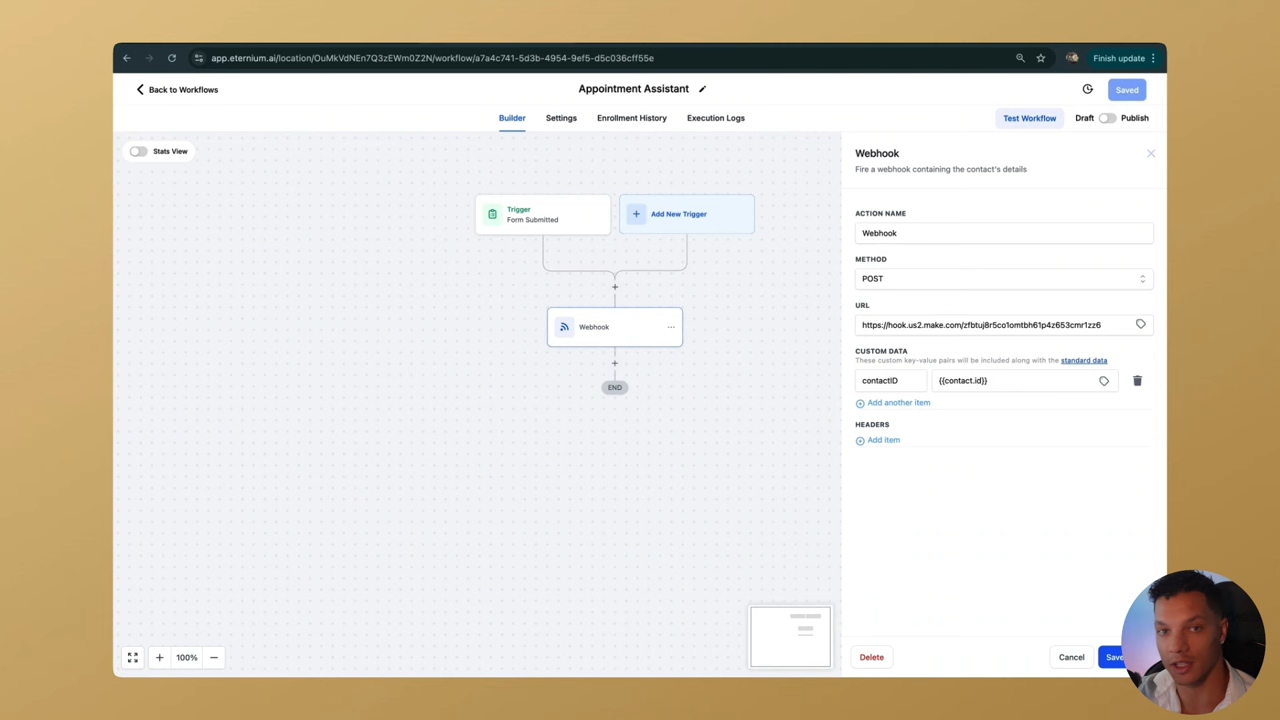 app.eternium.ai/location/OuMkVdNEn7Q3zEWm0Z2N/workflow/a7a4c741-5d3b-4954-9ef5-d5c036cff55e
Finish update
Back to Workflows
Appointment Assistant
Saved
Builder
Settings
Enrollment History
Execution Logs
Test Workflow
Draft
Publish
Stats View
Trigger
Form Submitted
Add New Trigger
Webhook
END
100%
Webhook
Fire a webhook containing the contact's details
ACTION NAME
Webhook
METHOD
POST
URL
https://hook.us2.make.com/zfbtuj8r5co1omtbh61p4z653cmr1zz6
CUSTOM DATA
These custom key-value pairs will be included along with the standard data
contactID
{{contact.id}}
Add another item
HEADERS
Add item
Delete
Cancel